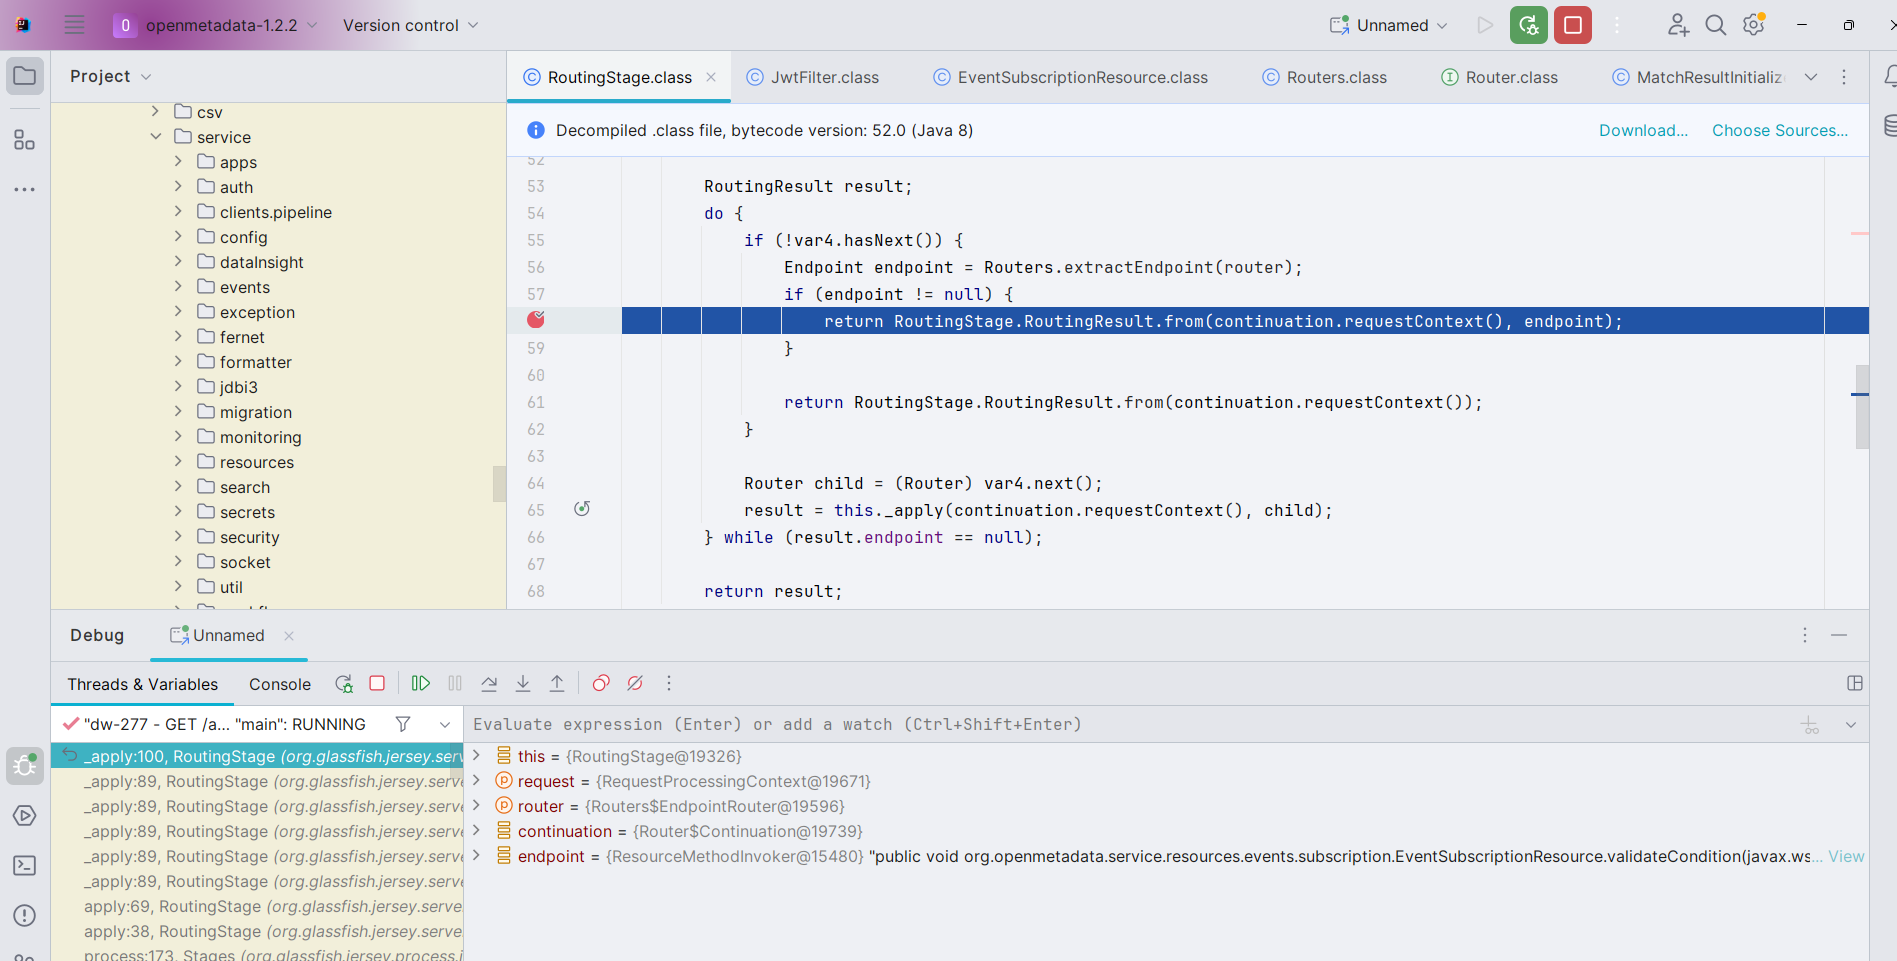 O openmetadata-1.2.2 Version control Unnamed
Project
RoutingStage.class JwtFilter.class EventSubscriptionResource.class Routers.class Router.class
Decompiled .class file, bytecode version: 52.0 (Java 8) Download... Choose Sources...
csv
service
apps
auth
clients.pipeline
config
dataInsight
events
exception
fernet
formatter
jdbi3
migration
monitoring
resources
search
secrets
security
socket
util
52
53 RoutingResult result;
54 do {
55 if (!var4.hasNext()) {
56 Endpoint endpoint = Routers.extractEndpoint(router);
57 if (endpoint != null) {
return RoutingStage.RoutingResult.from(continuation.requestContext(), endpoint);
59 }
60
61 return RoutingStage.RoutingResult.from(continuation.requestContext());
62 }
63
64 Router child = (Router) var4.next();
65 result = this._apply(continuation.requestContext(), child);
66 } while (result.endpoint == null);
67
68 return result;
Debug Unnamed
Threads & Variables Console
"dw-277 - GET /a... "main": RUNNING
Evaluate expression (Enter) or add a watch (Ctrl+Shift+Enter)
_apply:100, RoutingStage (org.glassfish.jersey.serv
_apply:89, RoutingStage (org.glassfish.jersey.serve
_apply:89, RoutingStage (org.glassfish.jersey.serve
_apply:89, RoutingStage (org.glassfish.jersey.serve
_apply:89, RoutingStage (org.glassfish.jersey.serve
_apply:89, RoutingStage (org.glassfish.jersey.serve
apply:69, RoutingStage (org.glassfish.jersey.serve
apply:38, RoutingStage (org.glassfish.jersey.serve
process:173, Stages (org.glassfish.jersey.process.i
this = {RoutingStage@19326}
request = {RequestProcessingContext@19671}
router = {Routers$EndpointRouter@19596}
continuation = {Router$Continuation@19739}
endpoint = {ResourceMethodInvoker@15480} "public void org.openmetadata.service.resources.events.subscription.EventSubscriptionResource.validateCondition(javax.ws... View